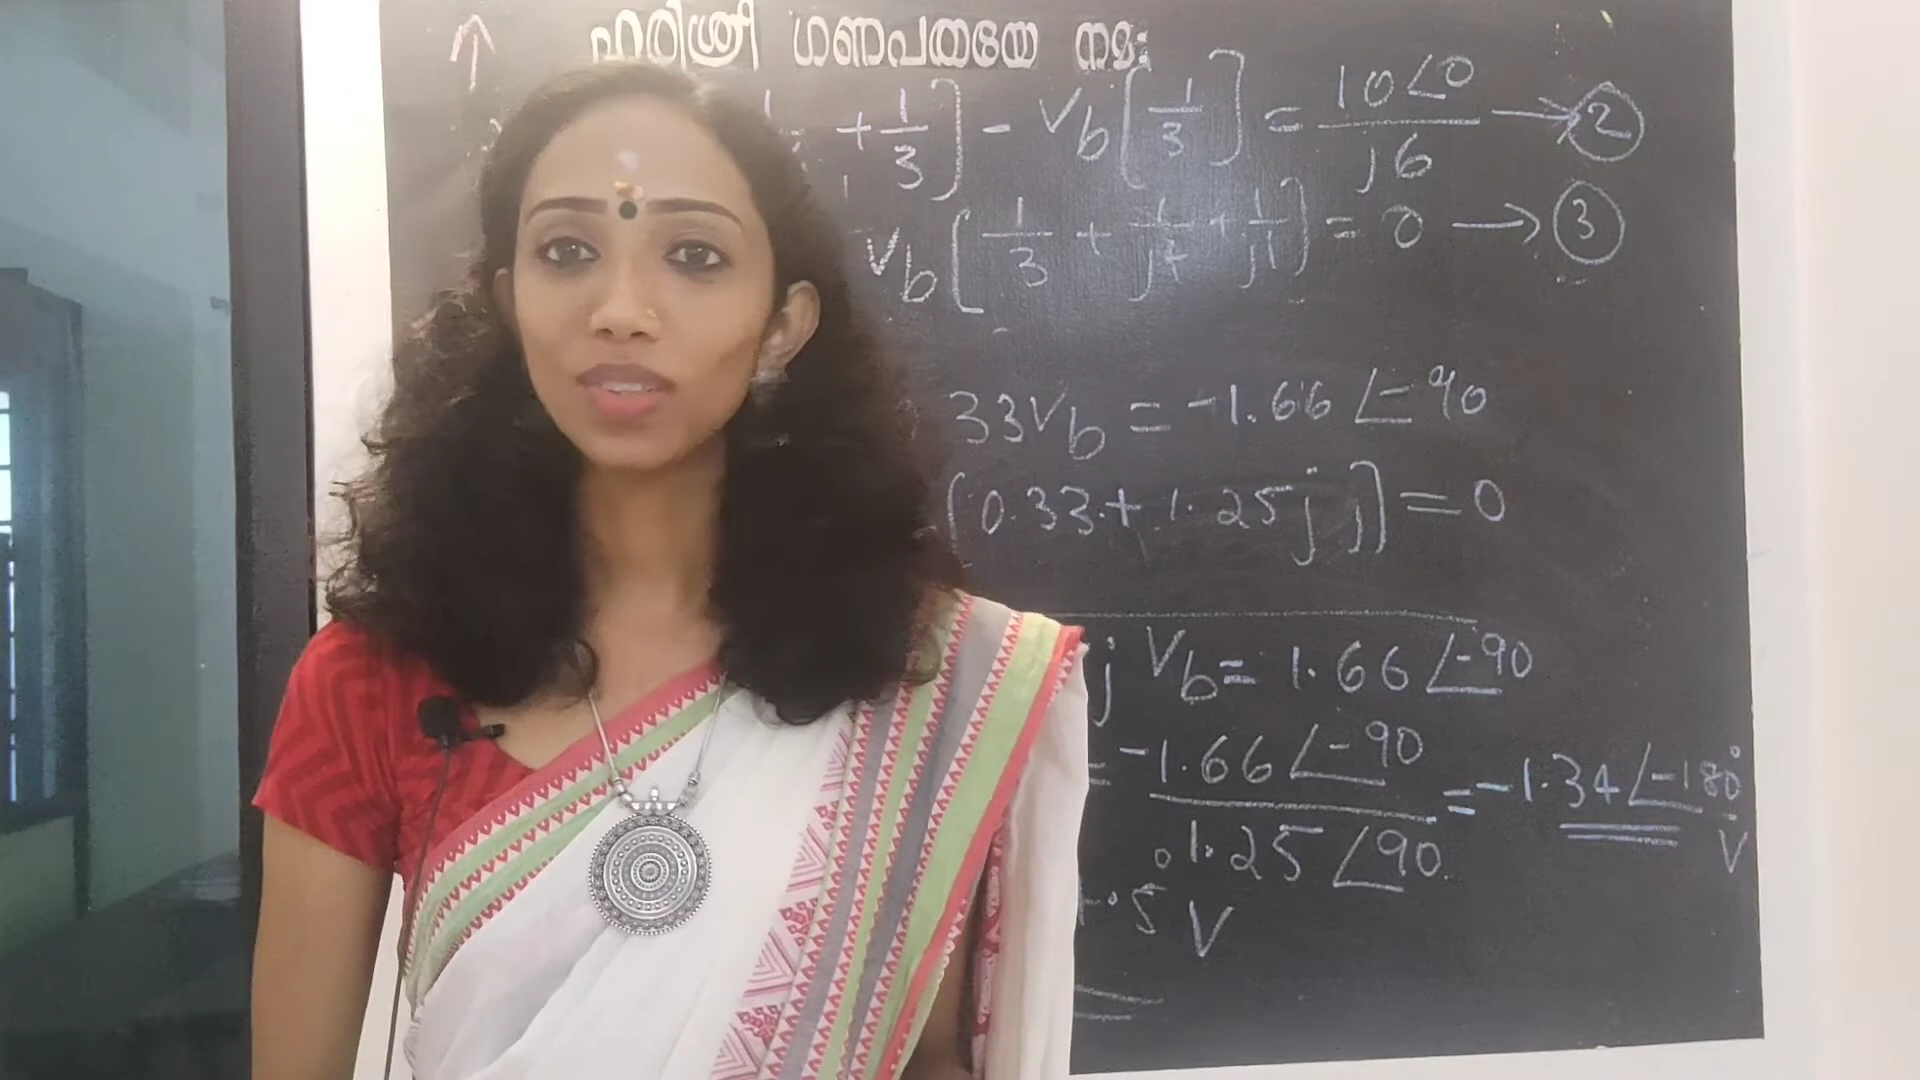 ഹരിശ്രീ ഗണപതയേ നമഃ
+ 1/3] - Vb[1/3] = 10∠0/j6 → 2
Vb[1/3 + 1/j4 + 1/j1] = 0 → 3
33Vb = -1.66 ∠-90
[0.33 + 1.25j j] = 0
j Vb = 1.66 ∠-90
= -1.66 ∠-90 / 1.25 ∠90 = -1.34 ∠-180° V
5 V